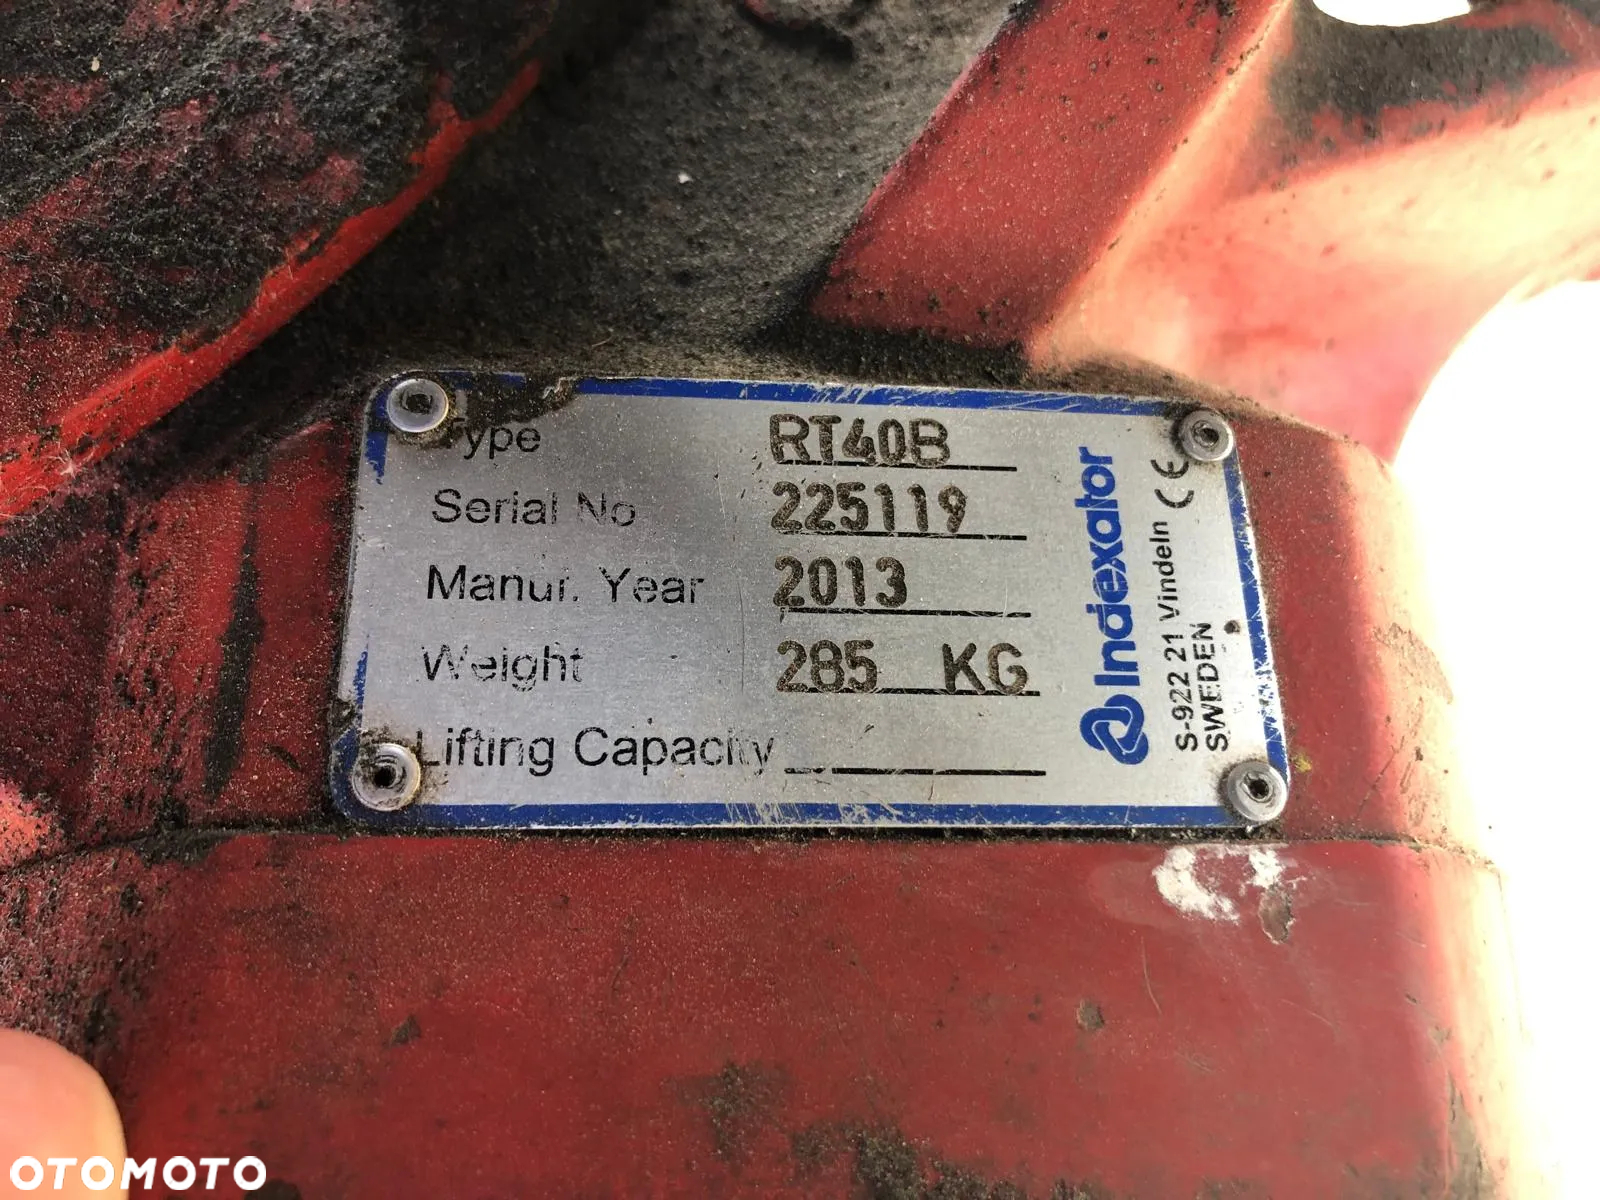 Type RT40B
Serial No 225119
Manuf. Year 2013
Weight 285 KG
Lifting Capacity
Indexator
S-922 21 Vindeln CE
SWEDEN
OTOMOTO